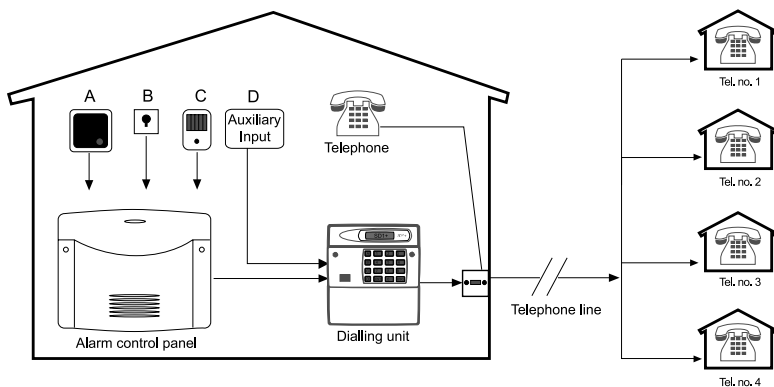 A
B
C
D
Auxiliary
Input
Telephone
SD1+
Alarm control panel
Dialling unit
Telephone line
Tel. no. 1
Tel. no. 2
Tel. no. 3
Tel. no. 4